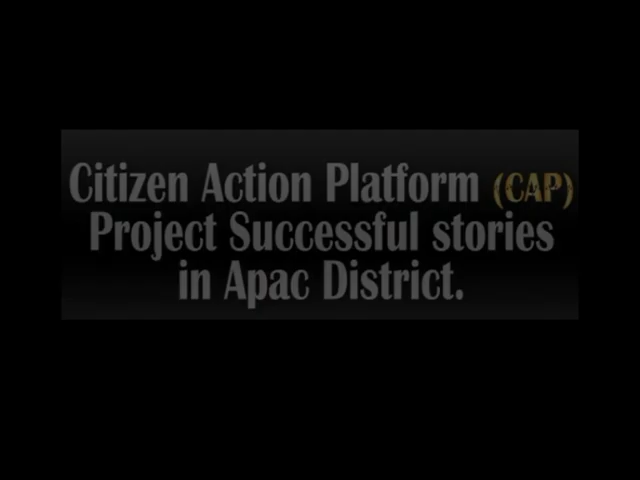 Citizen Action Platform (CAP)
Project Successful stories
in Apac District.